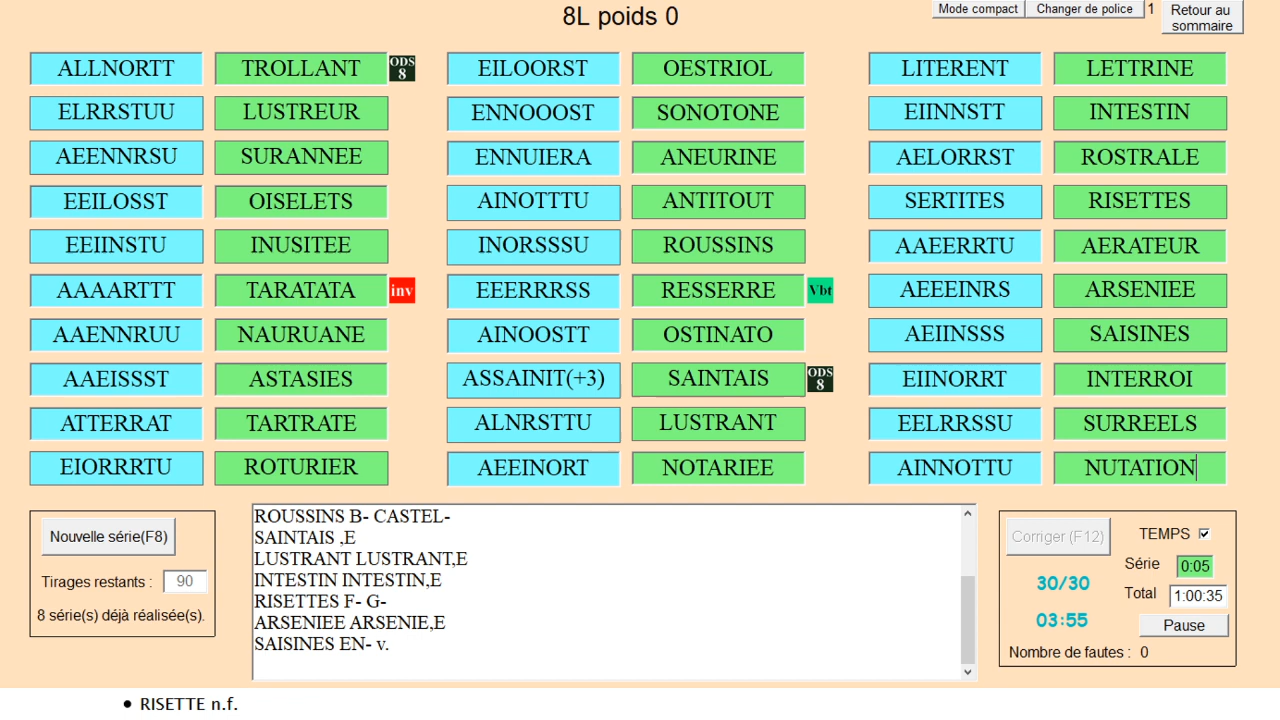 8L poids 0
Mode compact
Changer de police
1
Retour au
sommaire
ALLNORTT TROLLANT ODS 8
ELRRSTUU LUSTREUR
AEENNRSU SURANNEE
EEILOSST OISELETS
EEIINSTU INUSITEE
AAAARTTT TARATATA inv
AAENNRUU NAURUANE
AAEISSST ASTASIES
ATTERRAT TARTRATE
EIORRRTU ROTURIER
EILOORST OESTRIOL
ENNOOOST SONOTONE
ENNUIERA ANEURINE
AINOTTTU ANTITOUT
INORSSSU ROUSSINS
EEERRRSS RESSERRE Vbt
AINOOSTT OSTINATO
ASSAINIT(+3) SAINTAIS ODS 8
ALNRSTTU LUSTRANT
AEEINORT NOTARIEE
LITERENT LETTRINE
EIINNSTT INTESTIN
AELORRST ROSTRALE
SERTITES RISETTES
AAEERRTU AERATEUR
AEEEINRS ARSENIEE
AEIINSSS SAISINES
EIINORRT INTERROI
EELRRSSU SURREELS
AINNOTTU NUTATION
Nouvelle série(F8)
Tirages restants : 90
8 série(s) déjà réalisée(s).
ROUSSINS B- CASTEL-
SAINTAIS ,E
LUSTRANT LUSTRANT,E
INTESTIN INTESTIN,E
RISETTES F- G-
ARSENIEE ARSENIE,E
SAISINES EN- v.
Corriger (F12)
TEMPS
Série 0:05
30/30
Total 1:00:35
03:55
Pause
Nombre de fautes : 0
• RISETTE n.f.